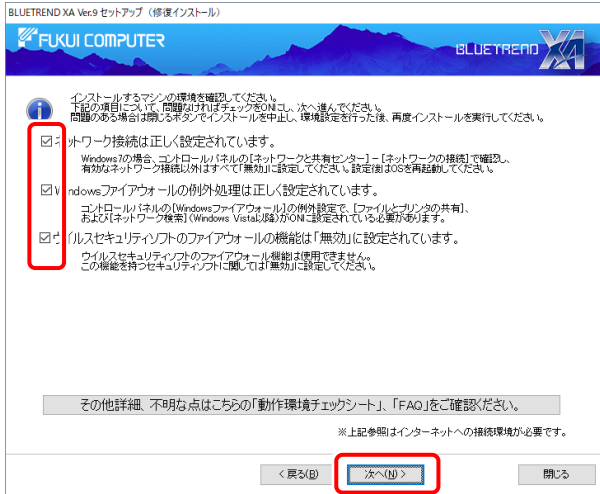 BLUETREND XA Ver.9 セットアップ（修復インストール）
FUKUI COMPUTER
BLUETREND XA
インストールするマシンの環境を確認してください。
下記の項目について、問題なければチェックをONにし、次へ進んでください。
問題のある場合は閉じるボタンでインストールを中止し、環境設定を行った後、再度インストールを実行してください。
ネットワーク接続は正しく設定されています。
Windows7の場合、コントロールパネルの[ネットワークと共有センター]－[ネットワークの接続]で確認し、
有効なネットワーク接続以外はすべて「無効」に設定してください。設定後はOSを再起動してください。
Windowsファイアウォールの例外処理は正しく設定されています。
コントロールパネルの[Windowsファイアウォール]の例外設定で、[ファイルとプリンタの共有]、
および[ネットワーク検索](Windows Vista以降)がONに設定されている必要があります。
ウイルスセキュリティソフトのファイアウォールの機能は「無効」に設定されています。
ウイルスセキュリティソフトのファイアウォール機能は使用できません。
この機能を持つセキュリティソフトに関しては「無効」に設定してください。
その他詳細、不明な点はこちらの「動作環境チェックシート」、「FAQ」をご確認ください。
※上記参照はインターネットへの接続環境が必要です。
< 戻る(B)
次へ(N) >
閉じる